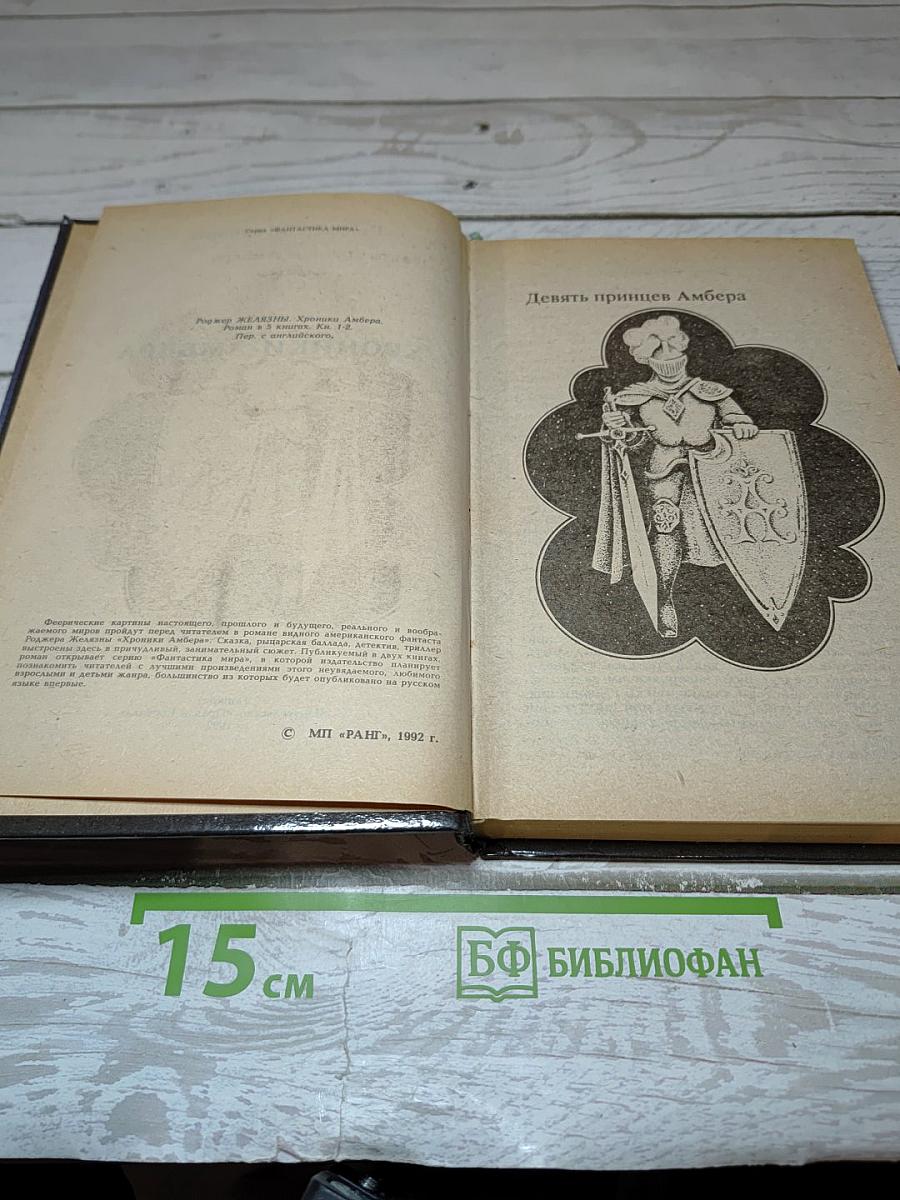 Серия «ФАНТАСТИКА МИРА».
Роджер ЖЕЛЯЗНЫ. Хроники Амбера.
Роман в 5 книгах. Кн. 1-2.
Пер. с английского.
Феерические картины настоящего, прошлого и будущего, реального и вообра-
жаемого миров пройдут перед читателем в романе видного американского фантаста
Роджера Желязны «Хроники Амбера». Сказка, рыцарская баллада, детектив, триллер
выстроены здесь в причудливый, занимательный сюжет. Публикуемый в двух книгах,
роман открывает серию «Фантастика мира», в которой издательство планирует
познакомить читателей с лучшими произведениями этого неувядаемого, любимого
взрослыми и детьми жанра, большинство из которых будет опубликовано на русском
языке впервые.
© МП «РАНГ», 1992 г.
Девять принцев Амбера
15 см
БФ БИБЛИОФАН